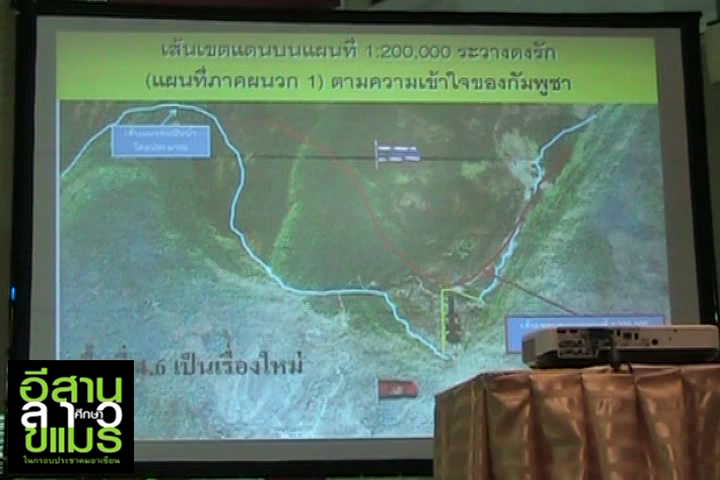 เส้นเขตแดนบนแผนที่ 1:200,000 ระวางดงรัก
(แผนที่ภาคผนวก 1) ตามความเข้าใจของกัมพูชา
4.6 เป็นเรื่องใหม่
อีสาน
ลาว
ศึกษา
ขแมร์
ในกรอบประชาคมอาเซียน